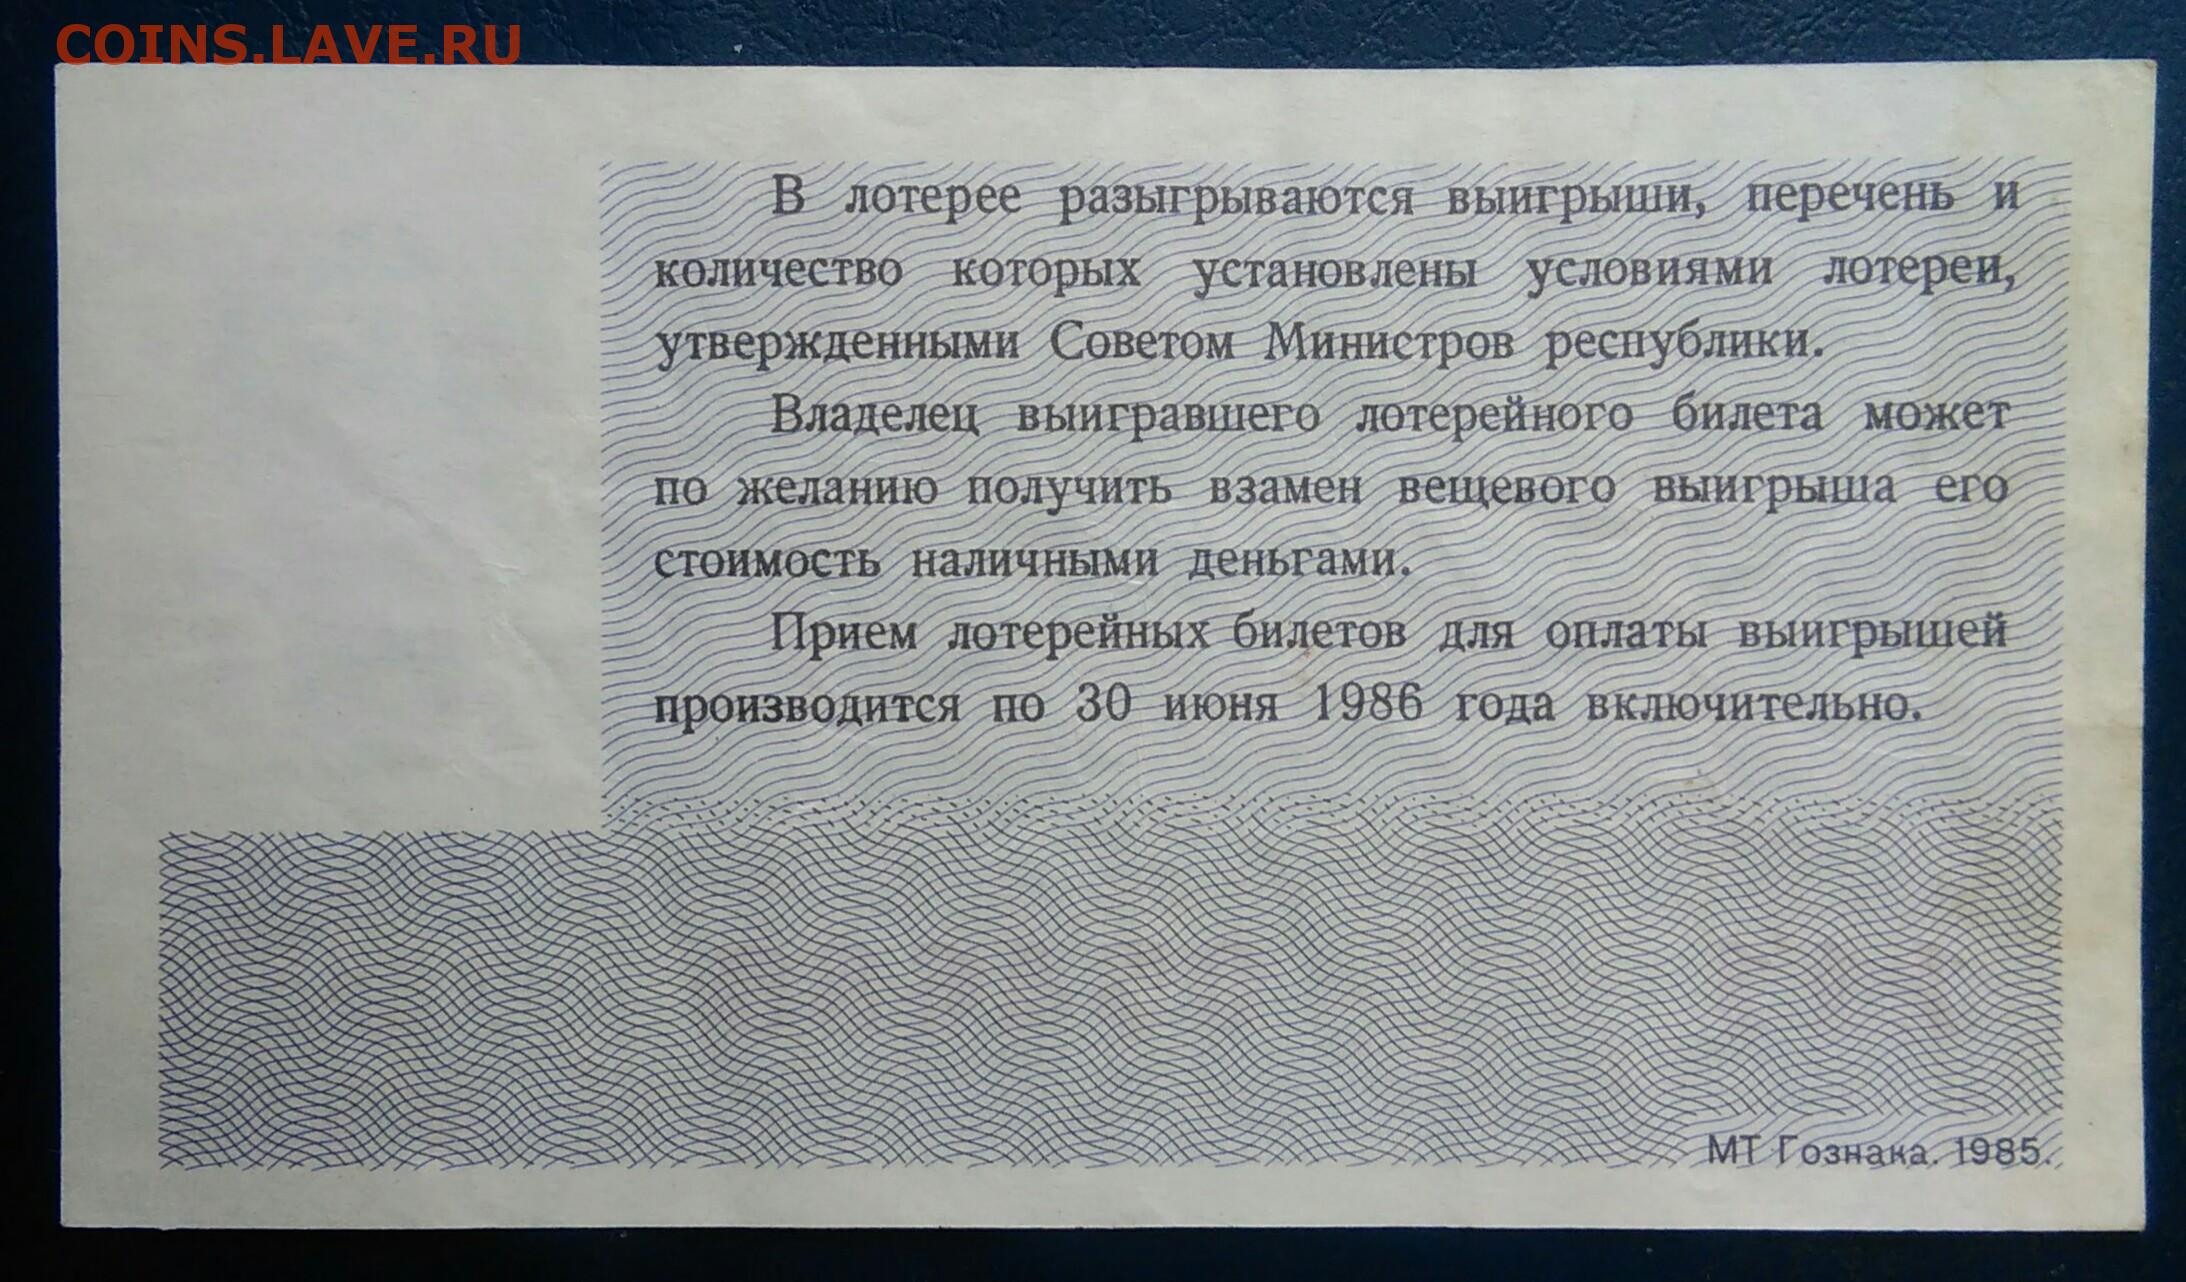 COINS.LAVE.RU
В лотерее разыгрываются выигрыши, перечень и
количество которых установлены условиями лотереи,
утвержденными Советом Министров республики.
Владелец выигравшего лотерейного билета может
по желанию получить взамен вещевого выигрыша его
стоимость наличными деньгами.
Прием лотерейных билетов для оплаты выигрышей
производится по 30 июня 1986 года включительно.
МТ Гознака. 1985.